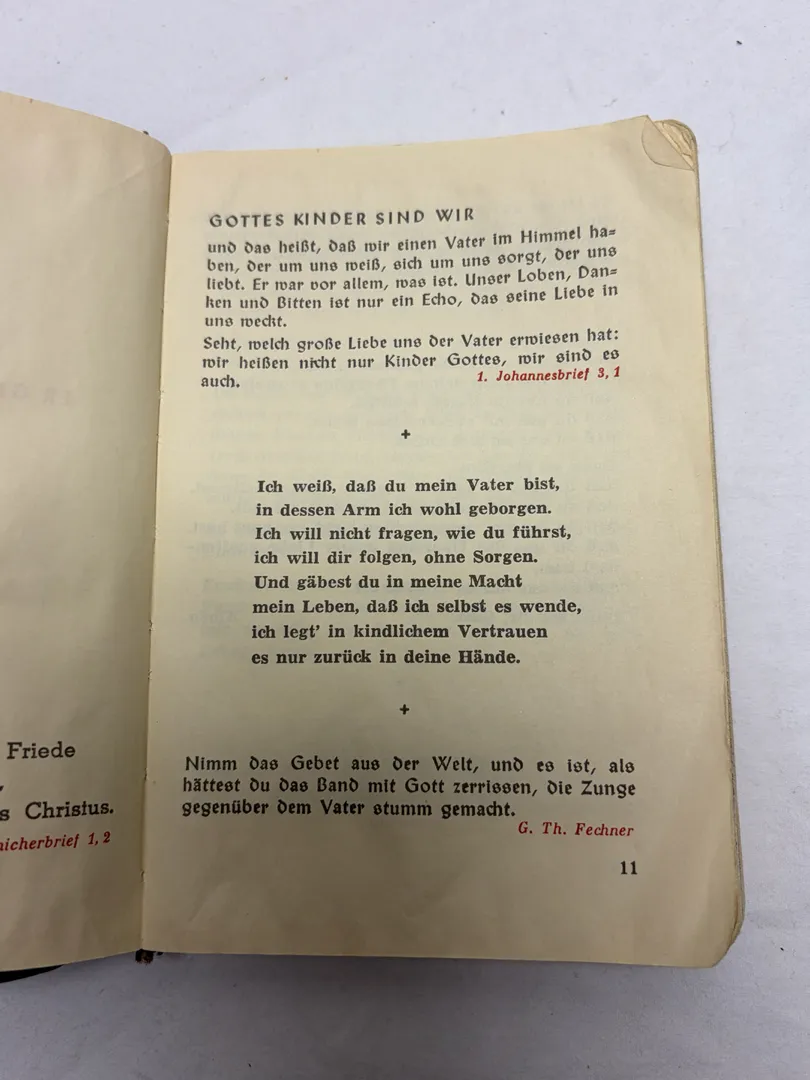 Friede
,
s Christus.
nicherbrief 1, 2
GOTTES KINDER SIND WIR
und das heißt, daß wir einen Vater im Himmel ha=
ben, der um uns weiß, sich um uns sorgt, der uns
liebt. Er war vor allem, was ist. Unser Loben, Dan=
ken und Bitten ist nur ein Echo, das seine Liebe in
uns weckt.
Seht, welch große Liebe uns der Vater erwiesen hat:
wir heißen nicht nur Kinder Gottes, wir sind es
auch. 1. Johannesbrief 3, 1
+
Ich weiß, daß du mein Vater bist,
in dessen Arm ich wohl geborgen.
Ich will nicht fragen, wie du führst,
ich will dir folgen, ohne Sorgen.
Und gäbest du in meine Macht
mein Leben, daß ich selbst es wende,
ich legt' in kindlichem Vertrauen
es nur zurück in deine Hände.
+
Nimm das Gebet aus der Welt, und es ist, als
hättest du das Band mit Gott zerrissen, die Zunge
gegenüber dem Vater stumm gemacht.
G. Th. Fechner
11